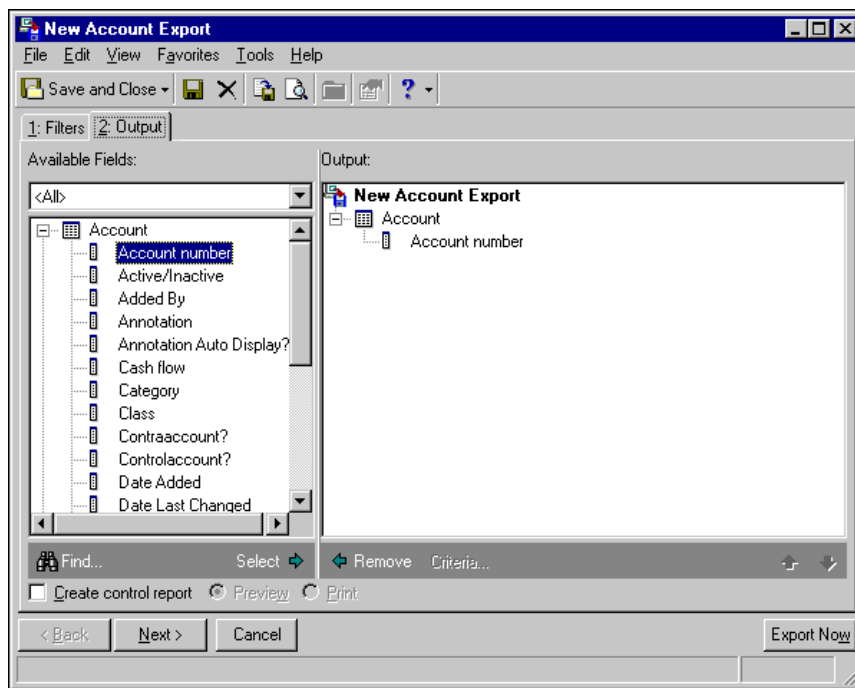 New Account Export
File Edit View Favorites Tools Help
Save and Close ?
1: Filters 2: Output
Available Fields:
<All>
Account
Account number
Active/Inactive
Added By
Annotation
Annotation Auto Display?
Cash flow
Category
Class
Contraaccount?
Controlaccount?
Date Added
Date Last Changed
Find... Select
Output:
New Account Export
Account
Account number
Remove Criteria...
Create control report Preview Print
< Back Next > Cancel Export Now